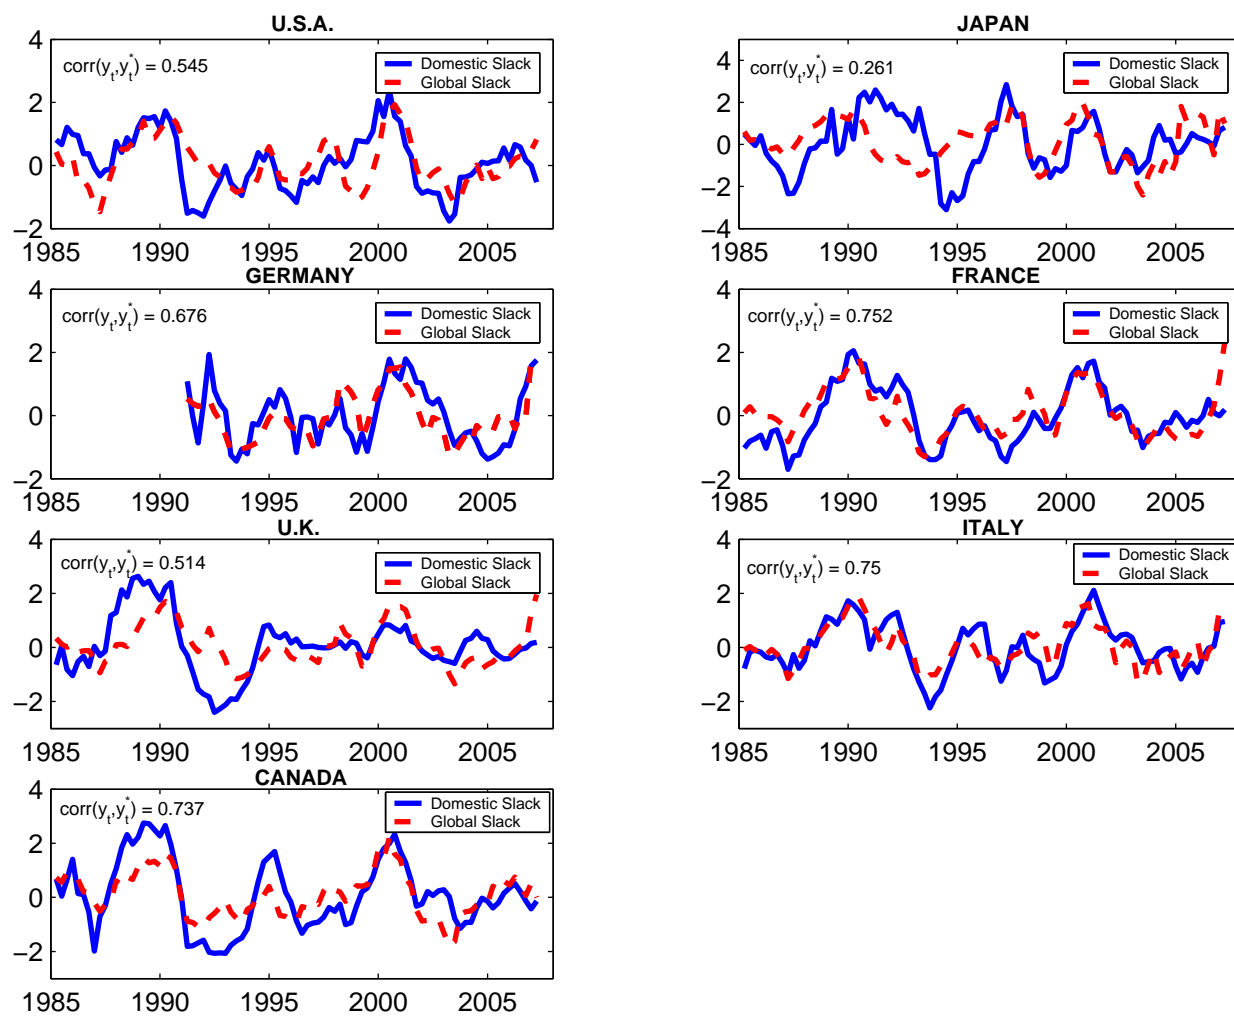 U.S.A.
4
2
0
−2
corr(y_t,y_t^*) = 0.545
Domestic Slack
Global Slack
1985 1990 1995 2000 2005
JAPAN
5
0
−4
−2
2
4
corr(y_t,y_t^*) = 0.261
Domestic Slack
Global Slack
1985 1990 1995 2000 2005
GERMANY
4
2
0
−2
corr(y_t,y_t^*) = 0.676
Domestic Slack
Global Slack
1985 1990 1995 2000 2005
FRANCE
4
2
0
−2
corr(y_t,y_t^*) = 0.752
Domestic Slack
Global Slack
1985 1990 1995 2000 2005
U.K.
4
2
0
−2
corr(y_t,y_t^*) = 0.514
Domestic Slack
Global Slack
1985 1990 1995 2000 2005
ITALY
4
2
0
−2
corr(y_t,y_t^*) = 0.75
Domestic Slack
Global Slack
1985 1990 1995 2000 2005
CANADA
4
2
0
−2
corr(y_t,y_t^*) = 0.737
Domestic Slack
Global Slack
1985 1990 1995 2000 2005